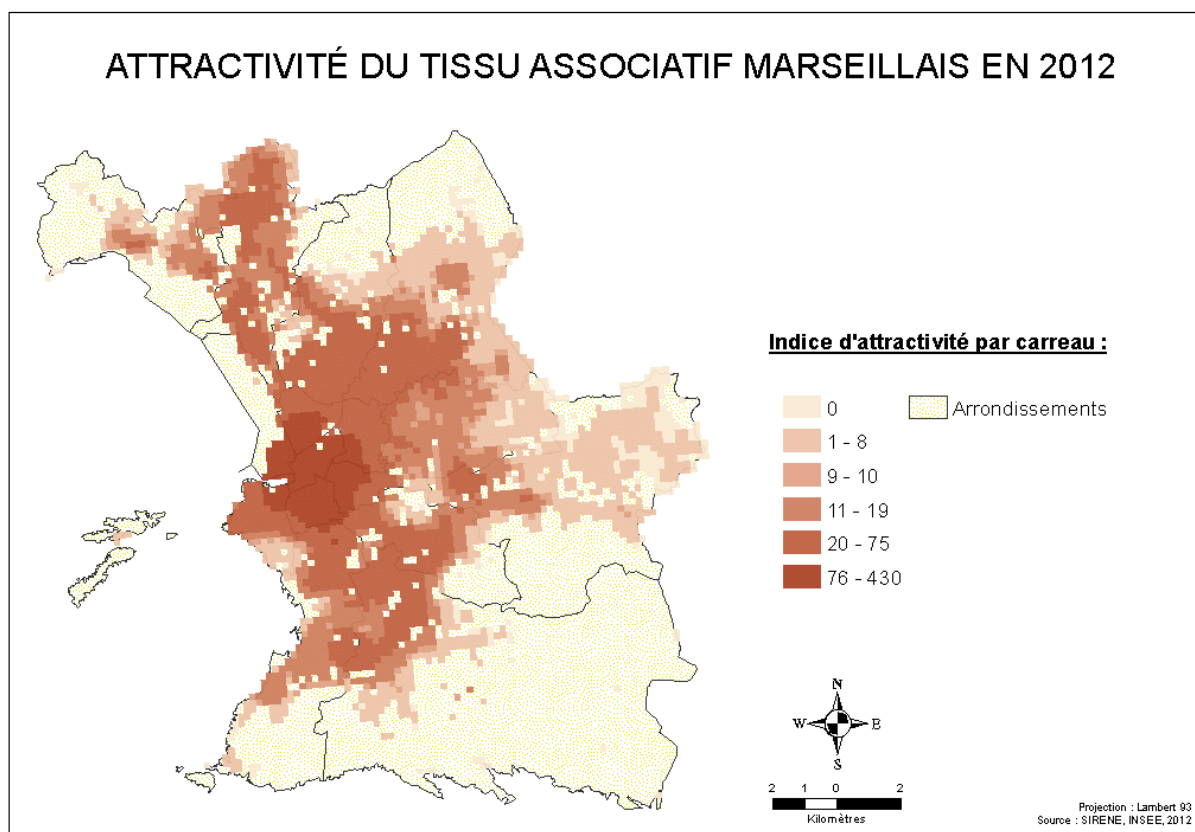 ATTRACTIVITÉ DU TISSU ASSOCIATIF MARSEILLAIS EN 2012
Indice d'attractivité par carreau :
0
Arrondissements
1 - 8
9 - 10
11 - 19
20 - 75
76 - 430
N
W E
S
2 1 0 2
Kilomètres
Projection : Lambert 93
Source : SIRENE, INSEE, 2012